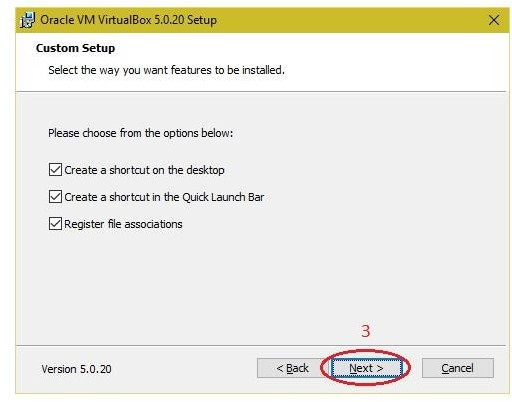 Oracle VM VirtualBox 5.0.20 Setup
Custom Setup
Select the way you want features to be installed.
Please choose from the options below:
Create a shortcut on the desktop
Create a shortcut in the Quick Launch Bar
Register file associations
3
Version 5.0.20
< Back
Next >
Cancel